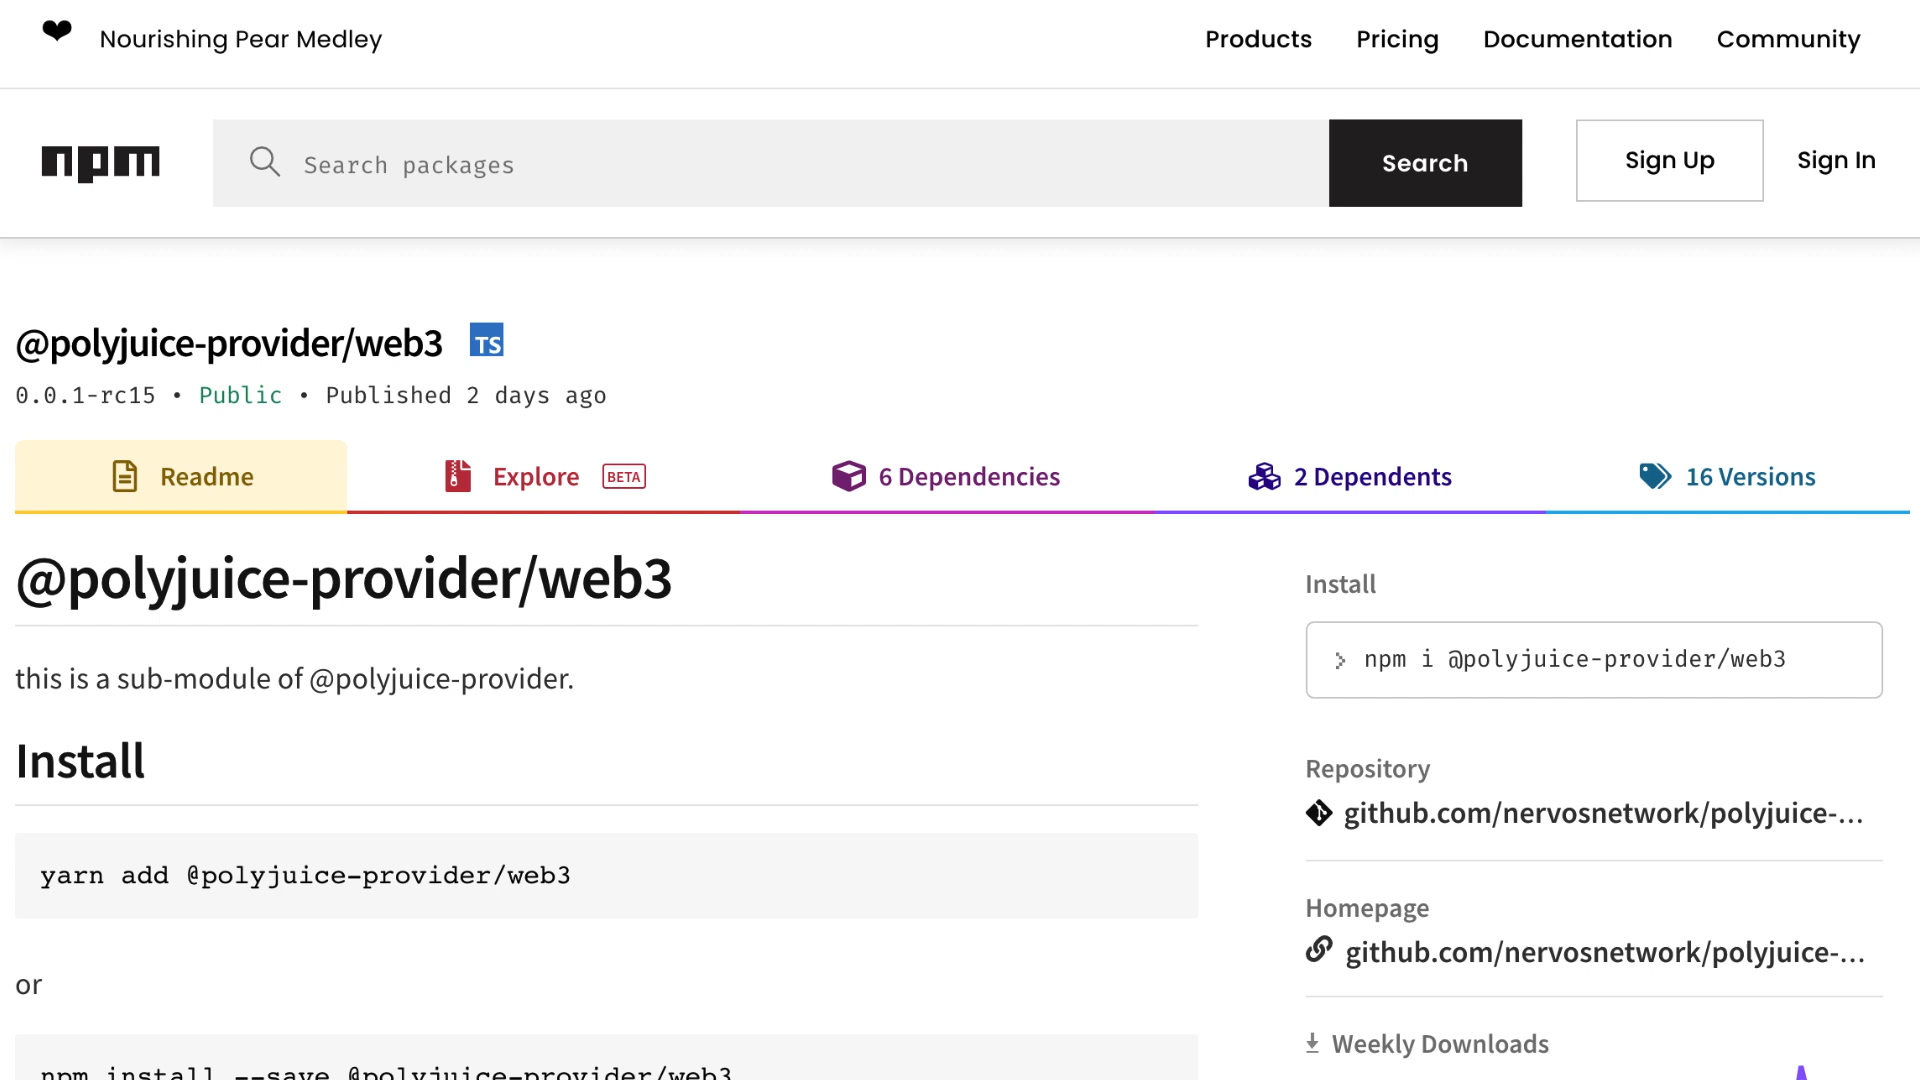 ❤ Nourishing Pear Medley
Products Pricing Documentation Community
npm
Search packages
Search
Sign Up
Sign In
@polyjuice-provider/web3 TS
0.0.1-rc15 • Public • Published 2 days ago
Readme
Explore BETA
6 Dependencies
2 Dependents
16 Versions
@polyjuice-provider/web3
this is a sub-module of @polyjuice-provider.
Install
yarn add @polyjuice-provider/web3
or
npm install --save @polyjuice-provider/web3
Install
npm i @polyjuice-provider/web3
Repository
github.com/nervosnetwork/polyjuice-...
Homepage
github.com/nervosnetwork/polyjuice-...
Weekly Downloads